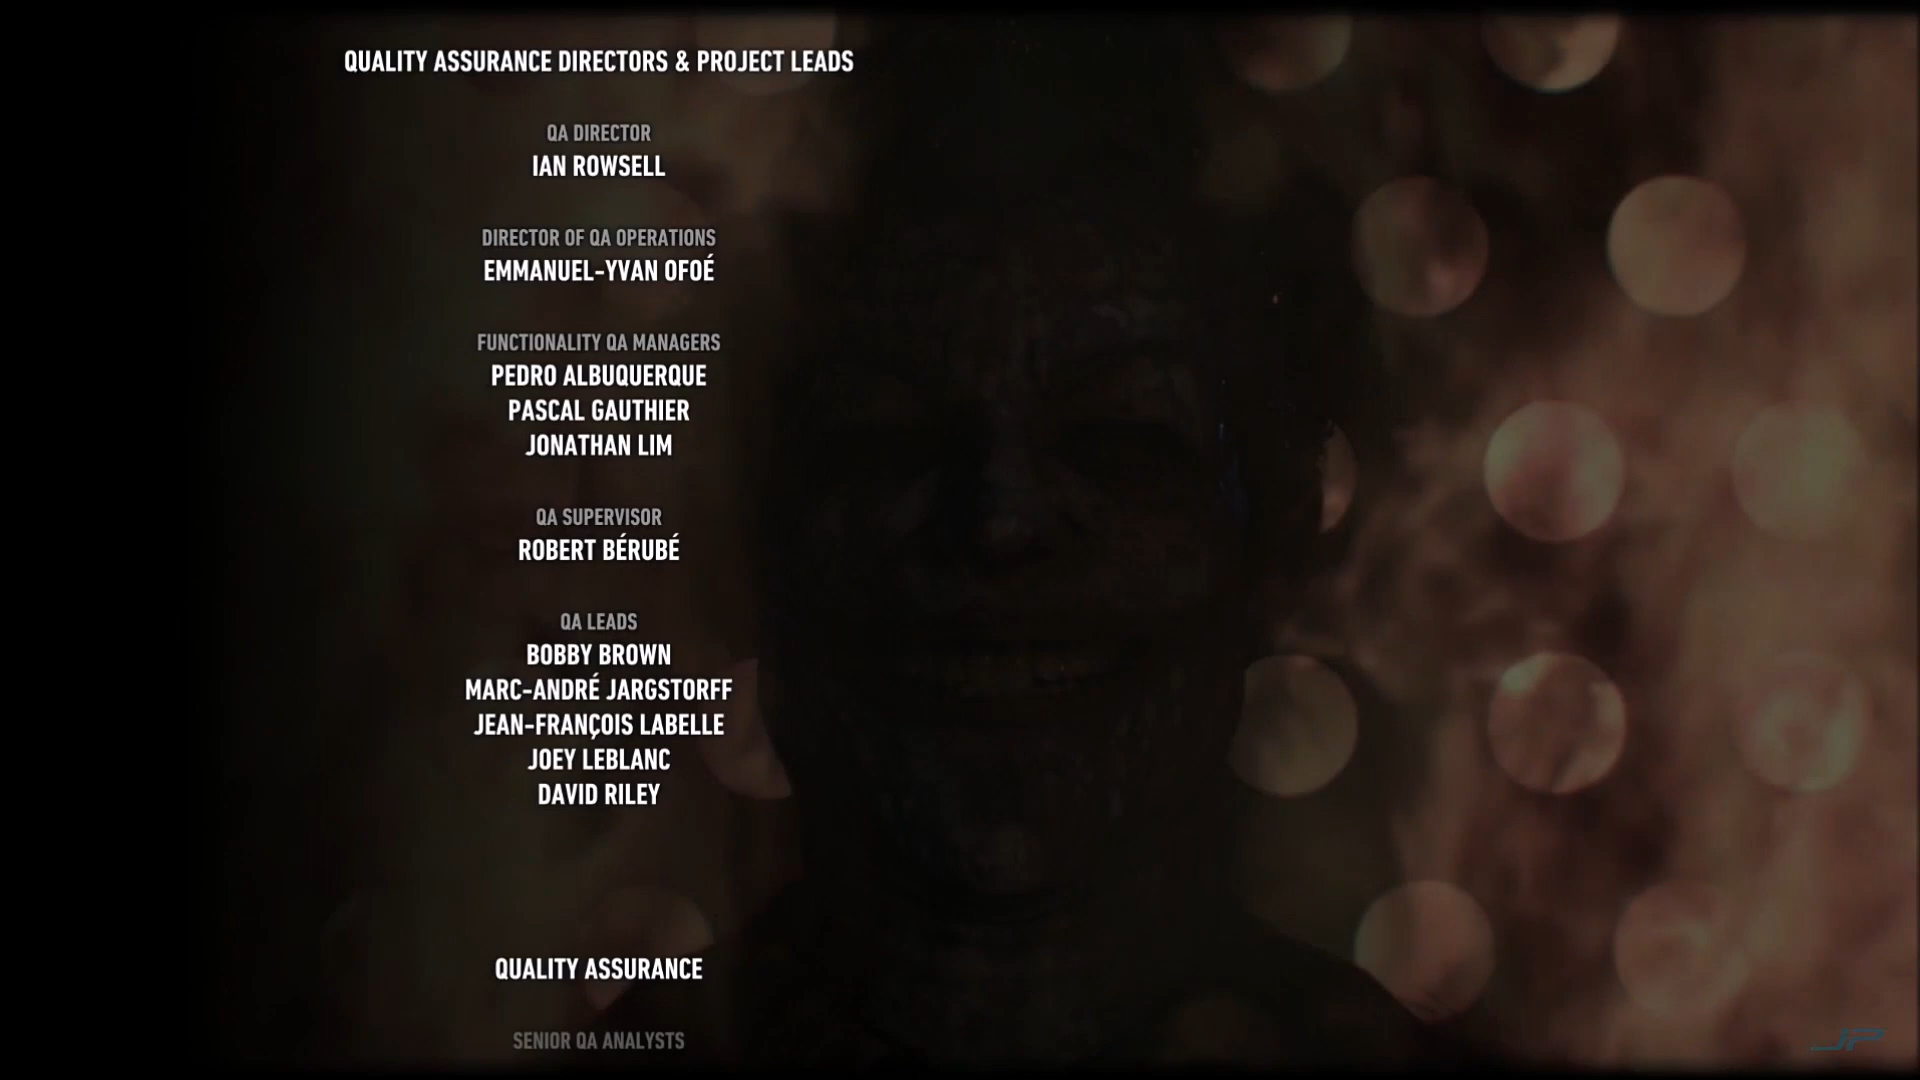 QUALITY ASSURANCE DIRECTORS & PROJECT LEADS
QA DIRECTOR
IAN ROWSELL
DIRECTOR OF QA OPERATIONS
EMMANUEL-YVAN OFOÉ
FUNCTIONALITY QA MANAGERS
PEDRO ALBUQUERQUE
PASCAL GAUTHIER
JONATHAN LIM
QA SUPERVISOR
ROBERT BÉRUBÉ
QA LEADS
BOBBY BROWN
MARC-ANDRÉ JARGSTORFF
JEAN-FRANÇOIS LABELLE
JOEY LEBLANC
DAVID RILEY
QUALITY ASSURANCE
SENIOR QA ANALYSTS